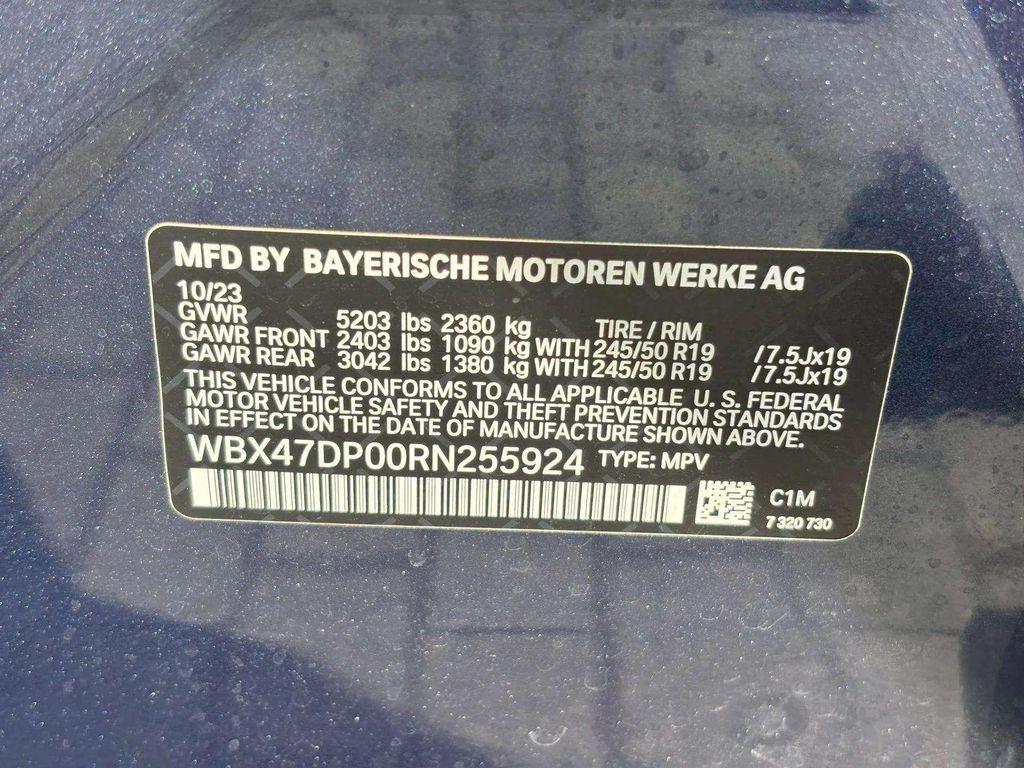 MFD BY BAYERISCHE MOTOREN WERKE AG
10/23
GVWR 5203 lbs 2360 kg TIRE / RIM
GAWR FRONT 2403 lbs 1090 kg WITH 245/50 R19 /7.5Jx19
GAWR REAR 3042 lbs 1380 kg WITH 245/50 R19 /7.5Jx19
THIS VEHICLE CONFORMS TO ALL APPLICABLE U. S. FEDERAL
MOTOR VEHICLE SAFETY AND THEFT PREVENTION STANDARDS
IN EFFECT ON THE DATE OF MANUFACTURE SHOWN ABOVE.
WBX47DP00RN255924 TYPE: MPV
C1M
7 320 730